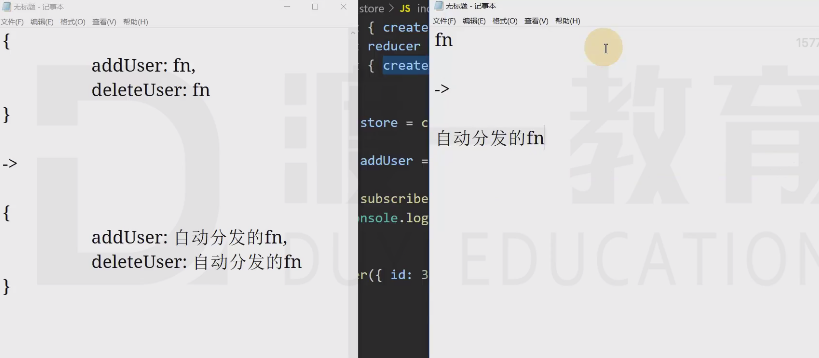 无标题 - 记事本
文件(F) 编辑(E) 格式(O) 查看(V) 帮助(H)
{
addUser: fn,
deleteUser: fn
}
->
{
addUser: 自动分发的fn,
deleteUser: 自动分发的fn
}
store > JS in
{ create
reducer
{ create
store = c
addUser =
subscribe
onsole.log
er({ id: 3
无标题 - 记事本
文件(F) 编辑(E) 格式(O) 查看(V) 帮助(H)
fn
->
自动分发的fn
1577
教育
DU EDUCATION